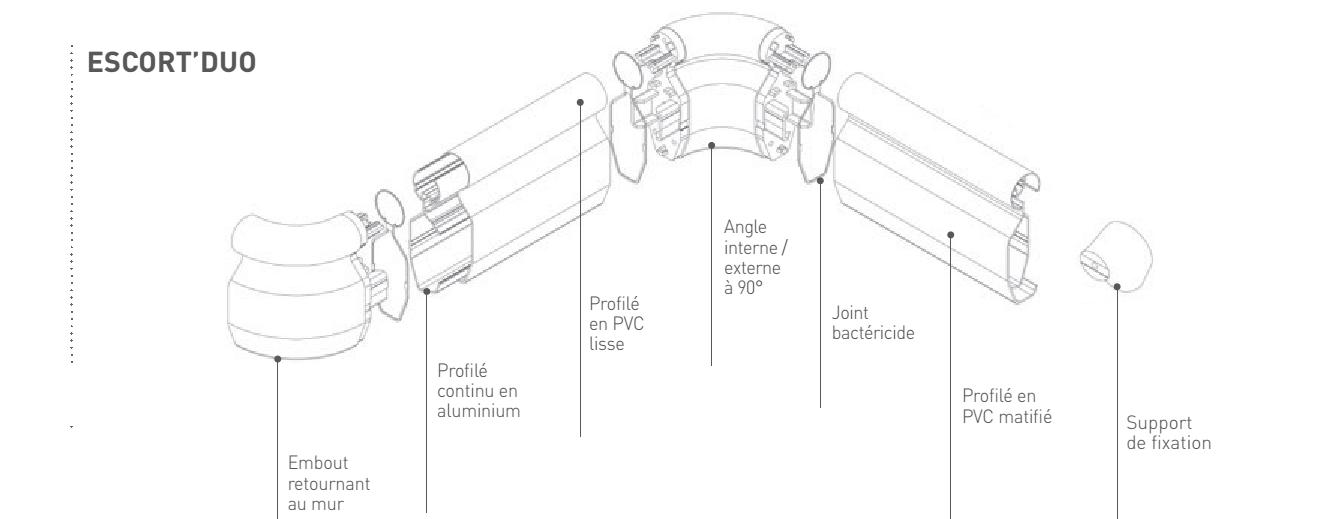 ESCORT'DUO
Embout
retournant
au mur
Profilé
continu en
aluminium
Profilé
en PVC
lisse
Angle
interne /
externe
à 90°
Joint
bactéricide
Profilé en
PVC matifié
Support
de fixation